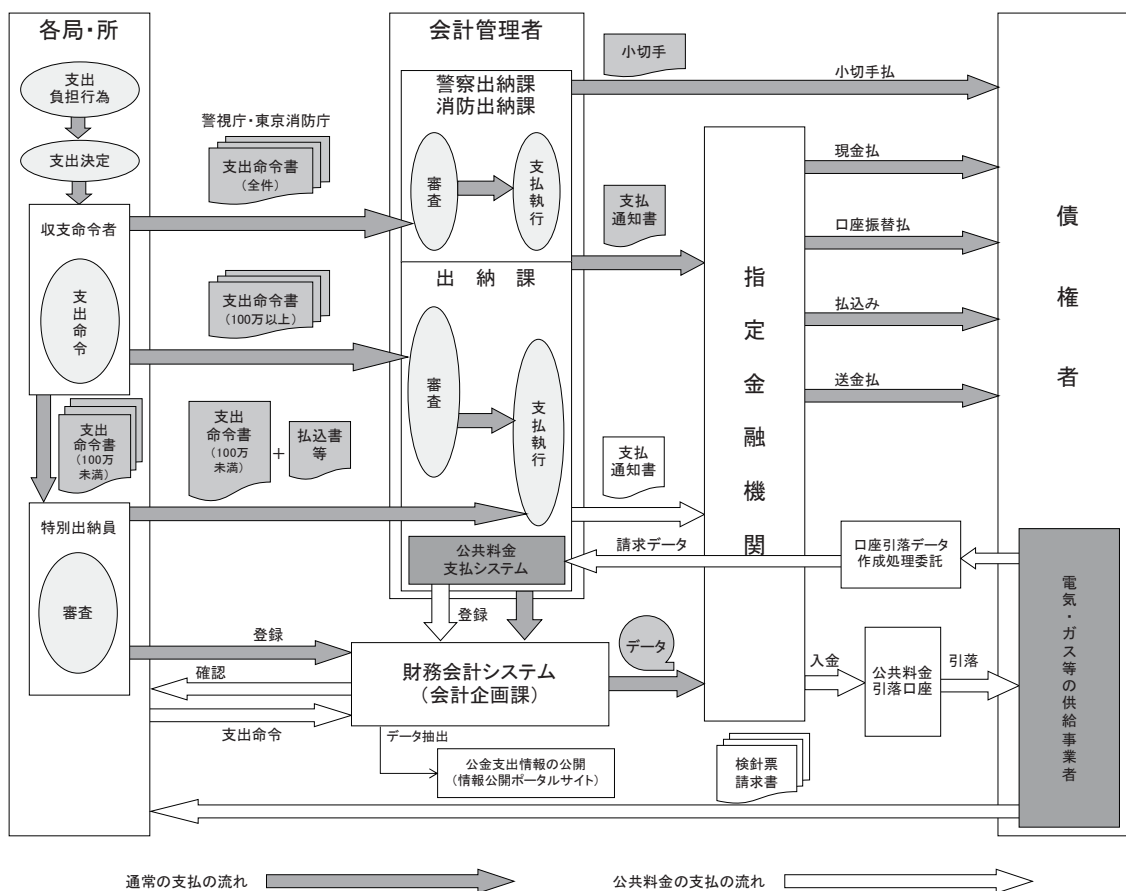 各局・所
支出
負担行為
支出決定
収支命令者
支出命令
支出
命令書
(100万
未満)
特別出納員
審査
警視庁・東京消防庁
支出命令書
(全件)
支出命令書
(100万以上)
支出
命令書
(100万
未満)
+
払込書
等
会計管理者
警察出納課
消防出納課
審査
支払執行
出納課
審査
支払執行
公共料金
支払システム
小切手
小切手払
支払
通知書
支払
通知書
指定金融機関
現金払
口座振替払
払込み
送金払
債権者
請求データ
口座引落データ
作成処理委託
電気・ガス等の供給事業者
登録
登録
確認
支出命令
財務会計システム
(会計企画課)
データ
入金
公共料金
引落口座
引落
データ抽出
公金支出情報の公開
(情報公開ポータルサイト)
検針票
請求書
通常の支払の流れ
公共料金の支払の流れ